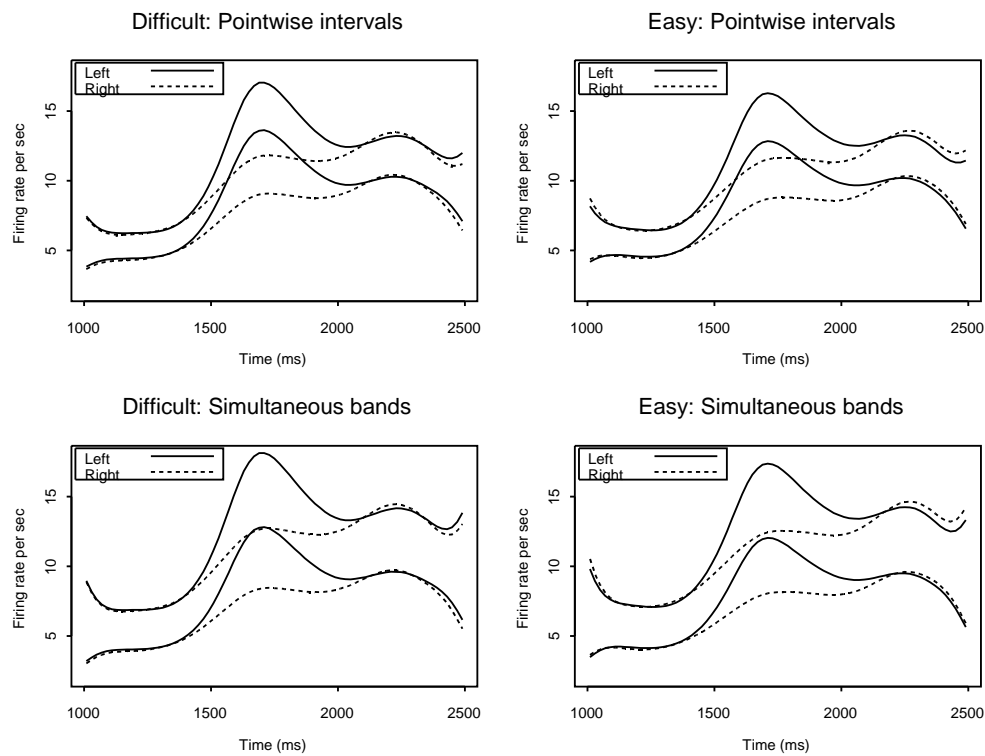 Difficult: Pointwise intervals
Firing rate per sec
5 10 15
Left
Right
1000 1500 2000 2500
Time (ms)
Easy: Pointwise intervals
Firing rate per sec
5 10 15
Left
Right
1000 1500 2000 2500
Time (ms)
Difficult: Simultaneous bands
Firing rate per sec
5 10 15
Left
Right
1000 1500 2000 2500
Time (ms)
Easy: Simultaneous bands
Firing rate per sec
5 10 15
Left
Right
1000 1500 2000 2500
Time (ms)